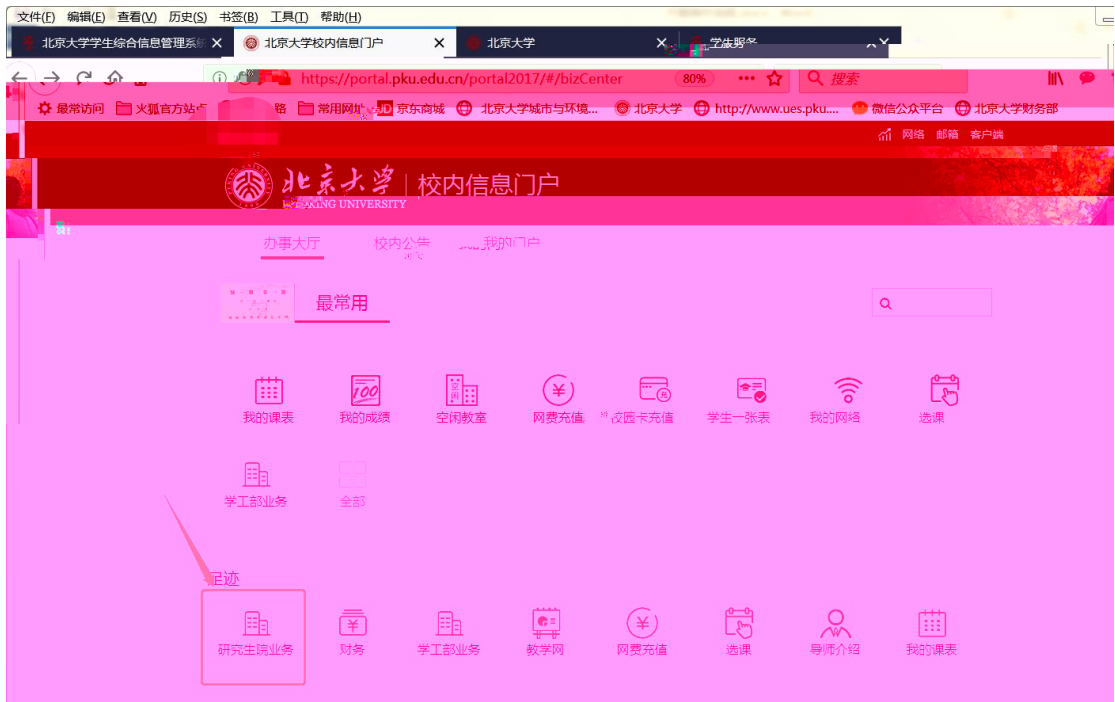 文件(F) 编辑(E) 查看(V) 历史(S) 书签(B) 工具(T) 帮助(H)
北京大学学生综合信息管理系统 北京大学校内信息门户 北京大学 学生服务
https://portal.pku.edu.cn/portal2017/#/bizCenter 80% 搜索
最常访问 火狐官方站点 常用网址 JD 京东商城 北京大学城市与环境... 北京大学 http://www.ues.pku.... 微信公众平台 北京大学财务部
网络 邮箱 客户端
北京大学 校内信息门户
PEKING UNIVERSITY
办事大厅 校内公告 我的门户
最常用
我的课表 我的成绩 空闲教室 网费充值 校园卡充值 学生一张表 我的网络 选课
学工部业务 全部
足迹
研究生院业务 财务 学工部业务 教学网 网费充值 选课 导师介绍 我的课表